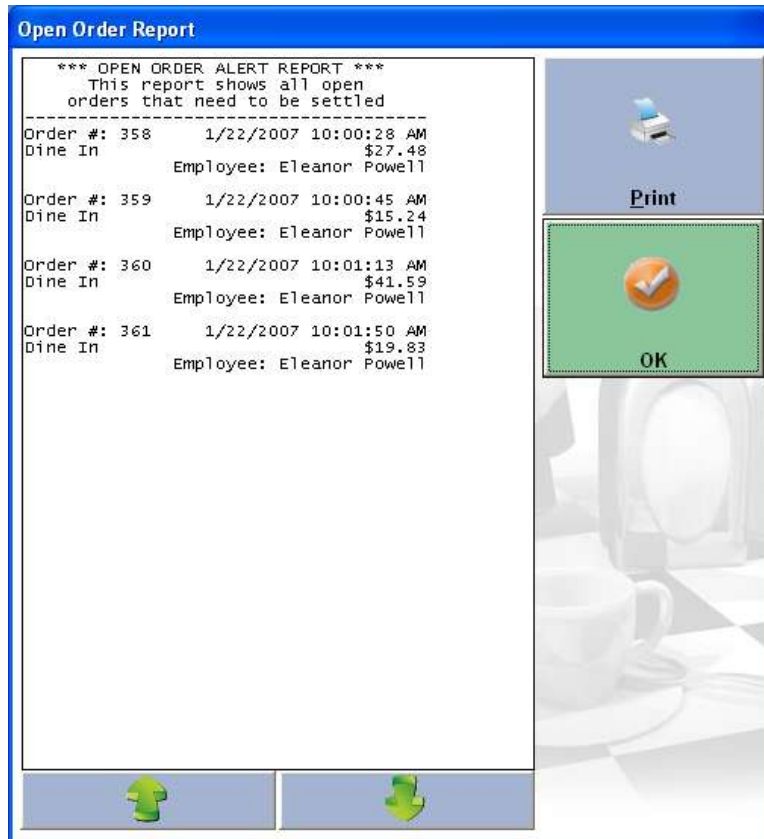 Open Order Report
*** OPEN ORDER ALERT REPORT ***
This report shows all open
orders that need to be settled
----------------------------------------
Order #: 358 1/22/2007 10:00:28 AM
Dine In $27.48
Employee: Eleanor Powell
Order #: 359 1/22/2007 10:00:45 AM
Dine In $15.24
Employee: Eleanor Powell
Order #: 360 1/22/2007 10:01:13 AM
Dine In $41.59
Employee: Eleanor Powell
Order #: 361 1/22/2007 10:01:50 AM
Dine In $19.83
Employee: Eleanor Powell
Print
OK